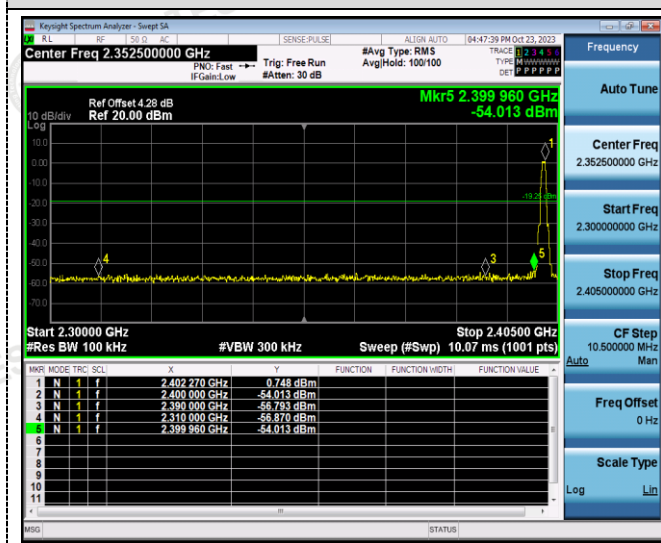 Keysight Spectrum Analyzer - Swept SA
RL RF 50 Ω AC SENSE:PULSE ALIGN AUTO 04:47:39 PM Oct 23, 2023
Center Freq 2.352500000 GHz #Avg Type: RMS TRACE 1 2 3 4 5 6
PNO: Fast Trig: Free Run Avg|Hold: 100/100 TYPE MWWWWW
IFGain:Low #Atten: 30 dB DET P P P P P P
Mkr5 2.399 960 GHz
-54.013 dBm
Ref Offset 4.28 dB
10 dB/div Ref 20.00 dBm
Log
10.0
0.00
-10.0
-20.0
-30.0
-40.0
-50.0
-60.0
-70.0
1
-19.25 dBm
4
3
5
Start 2.30000 GHz Stop 2.40500 GHz
#Res BW 100 kHz #VBW 300 kHz Sweep (#Swp) 10.07 ms (1001 pts)
MKR MODE TRC SCL X Y FUNCTION FUNCTION WIDTH FUNCTION VALUE
1 N 1 f 2.402 270 GHz 0.748 dBm
2 N 1 f 2.400 000 GHz -54.013 dBm
3 N 1 f 2.390 000 GHz -56.793 dBm
4 N 1 f 2.310 000 GHz -56.870 dBm
5 N 1 f 2.399 960 GHz -54.013 dBm
6
7
8
9
10
11
MSG STATUS
Frequency
Auto Tune
Center Freq
2.352500000 GHz
Start Freq
2.300000000 GHz
Stop Freq
2.405000000 GHz
CF Step
10.500000 MHz
Auto Man
Freq Offset
0 Hz
Scale Type
Log Lin